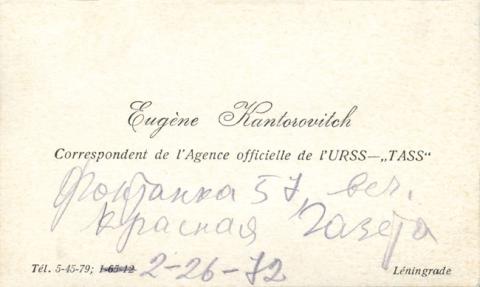 Eugène Kantorovitch
Correspondent de l'Agence officielle de l'URSS—„TASS“
Фонтанка 57, веч.
Красная Газета
Tél. 5-45-79; 1-65-12 2-26-72 Léningrade